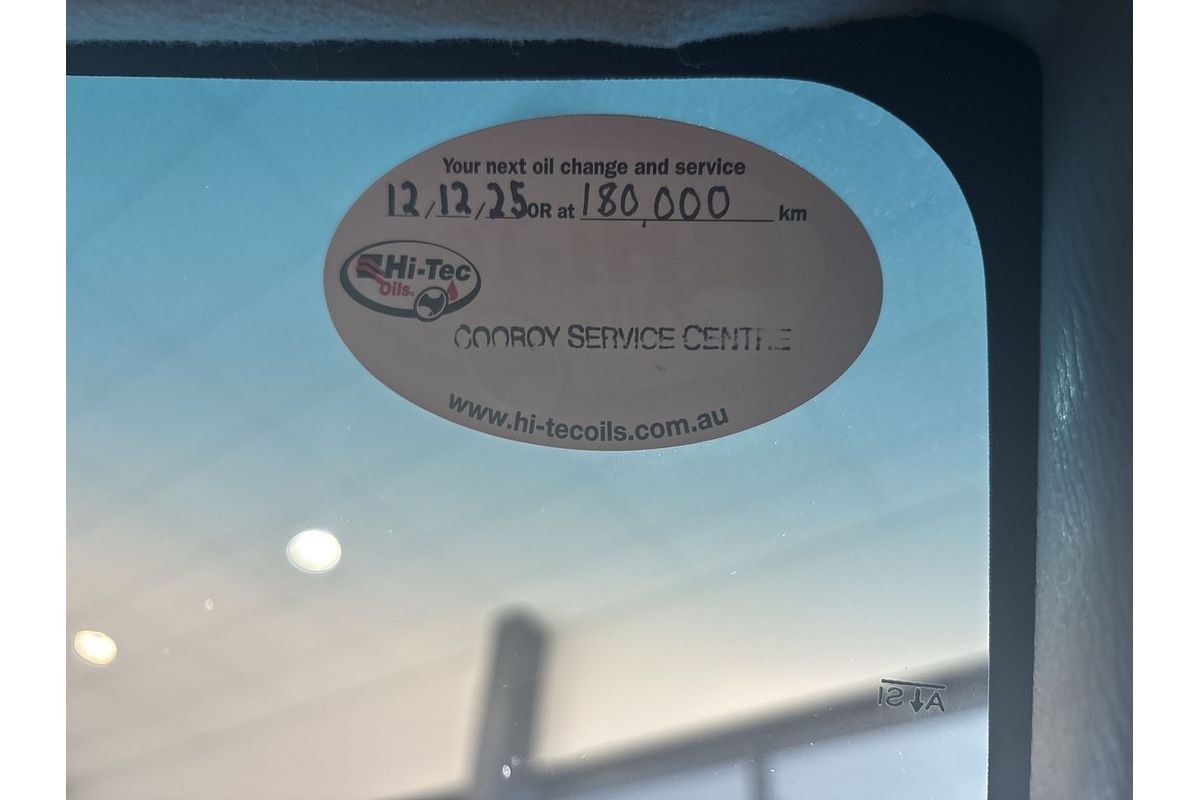 Your next oil change and service
12/12/25 OR at 180,000 km
Hi-Tec
Oils.
COOROY SERVICE CENTRE
www.hi-tecoils.com.au
A↓S1